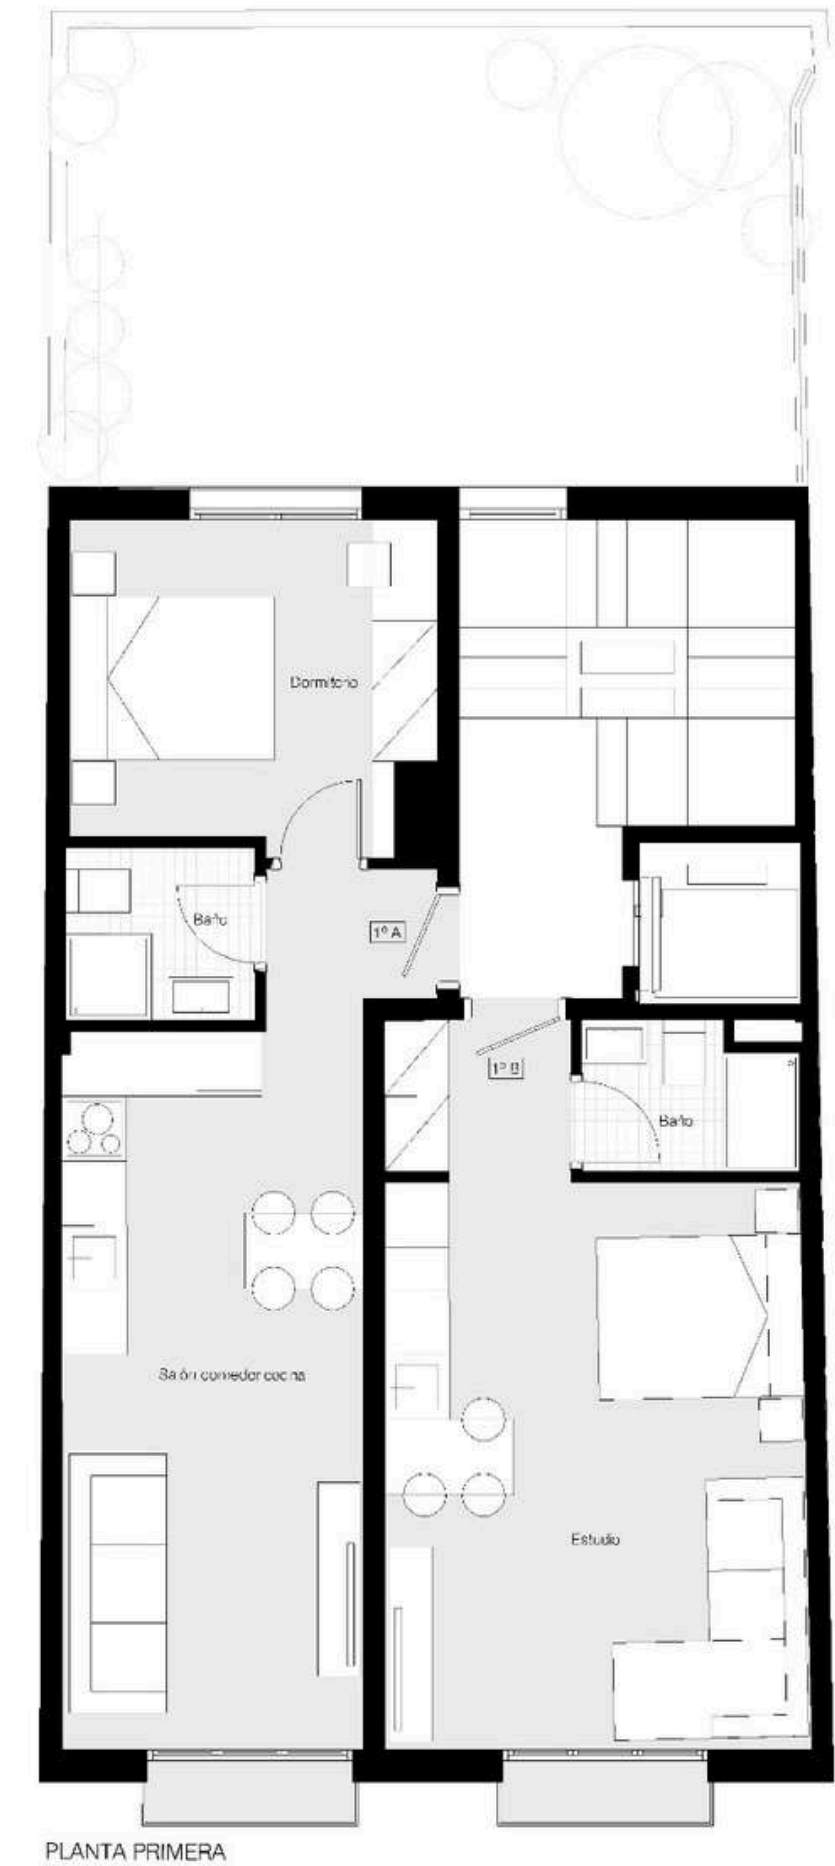 Dormitorio
Baño
1º A
1º B
Baño
Salón comedor cocina
Estudio
PLANTA PRIMERA